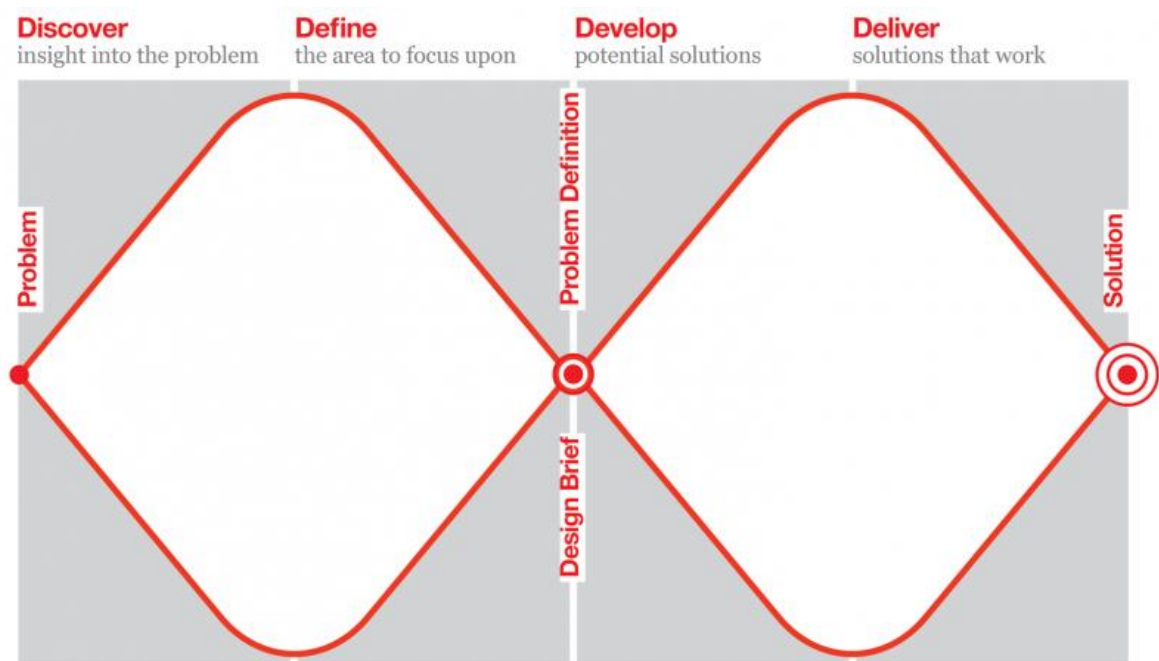 Discover
insight into the problem
Define
the area to focus upon
Develop
potential solutions
Deliver
solutions that work
Problem
Problem Definition
Design Brief
Solution